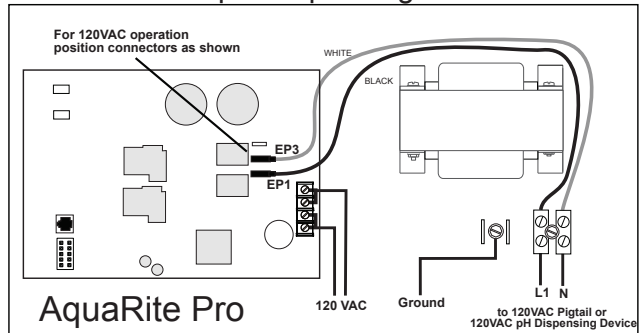 For 120VAC operation
position connectors as shown
WHITE
BLACK
EP3
EP1
120 VAC
Ground
L1 N
to 120VAC Pigtail or
120VAC pH Dispensing Device
AquaRite Pro